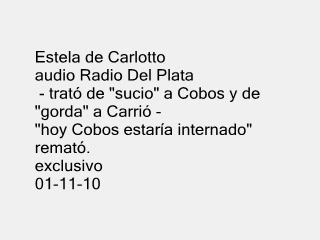 Estela de Carlotto
audio Radio Del Plata
- trató de "sucio" a Cobos y de
"gorda" a Carrió -
"hoy Cobos estaría internado"
remató.
exclusivo
01-11-10